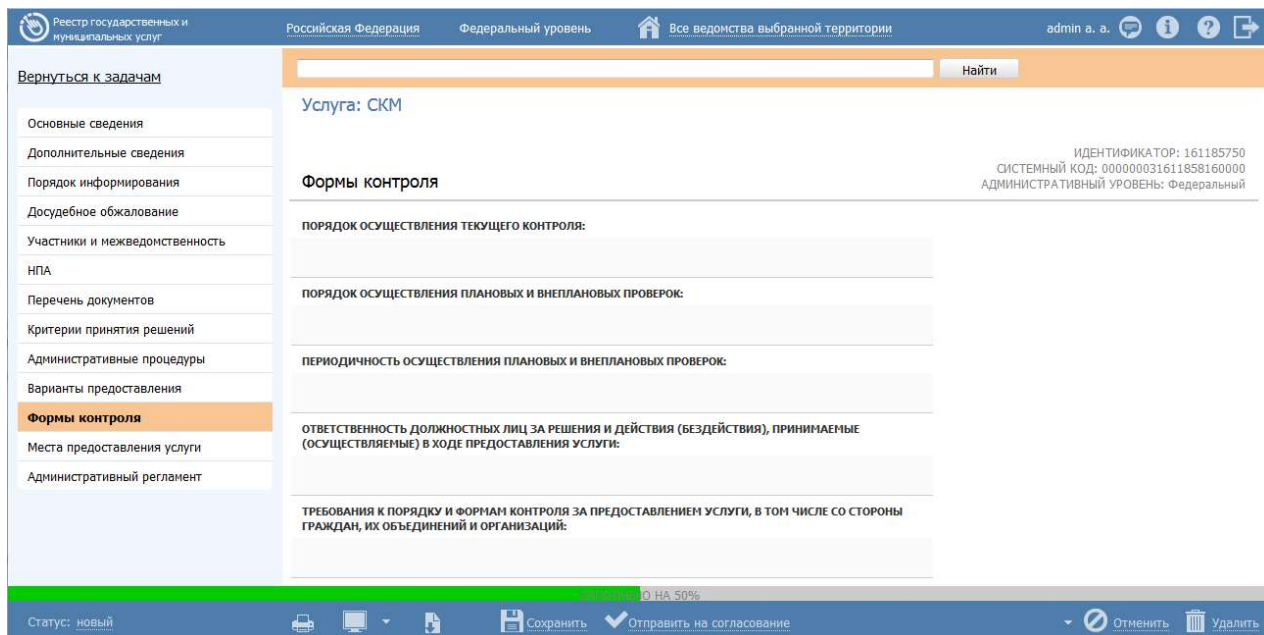 Реестр государственных и
муниципальных услуг
Российская Федерация
Федеральный уровень
Все ведомства выбранной территории
admin a. a.
Вернуться к задачам
Найти
Основные сведения
Дополнительные сведения
Порядок информирования
Досудебное обжалование
Участники и межведомственность
НПА
Перечень документов
Критерии принятия решений
Административные процедуры
Варианты предоставления
Формы контроля
Места предоставления услуги
Административный регламент
Услуга: СКМ
ИДЕНТИФИКАТОР: 161185750
СИСТЕМНЫЙ КОД: 000000031611858160000
АДМИНИСТРАТИВНЫЙ УРОВЕНЬ: Федеральный
Формы контроля
ПОРЯДОК ОСУЩЕСТВЛЕНИЯ ТЕКУЩЕГО КОНТРОЛЯ:
ПОРЯДОК ОСУЩЕСТВЛЕНИЯ ПЛАНОВЫХ И ВНЕПЛАНОВЫХ ПРОВЕРОК:
ПЕРИОДИЧНОСТЬ ОСУЩЕСТВЛЕНИЯ ПЛАНОВЫХ И ВНЕПЛАНОВЫХ ПРОВЕРОК:
ОТВЕТСТВЕННОСТЬ ДОЛЖНОСТНЫХ ЛИЦ ЗА РЕШЕНИЯ И ДЕЙСТВИЯ (БЕЗДЕЙСТВИЯ), ПРИНИМАЕМЫЕ
(ОСУЩЕСТВЛЯЕМЫЕ) В ХОДЕ ПРЕДОСТАВЛЕНИЯ УСЛУГИ:
ТРЕБОВАНИЯ К ПОРЯДКУ И ФОРМАМ КОНТРОЛЯ ЗА ПРЕДОСТАВЛЕНИЕМ УСЛУГИ, В ТОМ ЧИСЛЕ СО СТОРОНЫ
ГРАЖДАН, ИХ ОБЪЕДИНЕНИЙ И ОРГАНИЗАЦИЙ:
НА 50%
Статус: новый
Сохранить
Отправить на согласование
Отменить
Удалить